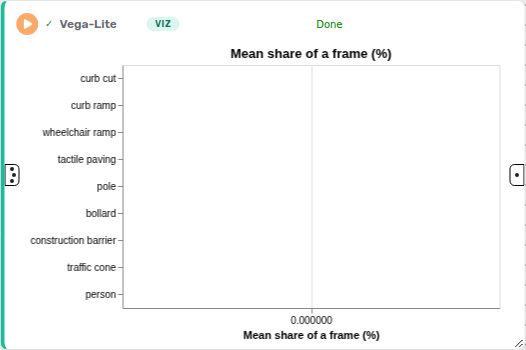 ✓ Vega-Lite VIZ Done
Mean share of a frame (%)
curb cut
curb ramp
wheelchair ramp
tactile paving
pole
bollard
construction barrier
traffic cone
person
0.000000
Mean share of a frame (%)